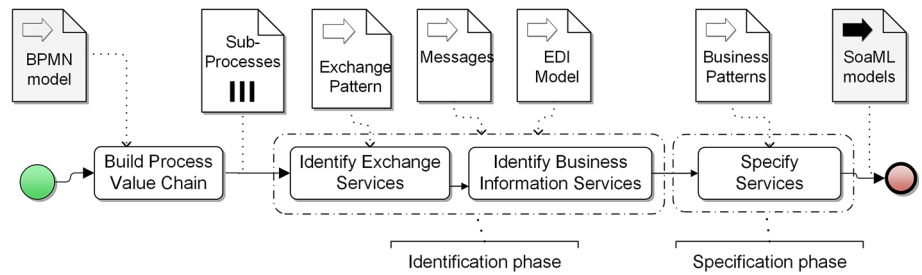 BPMN
model
Sub-
Processes
Exchange
Pattern
Messages
EDI
Model
Business
Patterns
SoaML
models
Build Process
Value Chain
Identify Exchange
Services
Identify Business
Information Services
Specify
Services
Identification phase
Specification phase